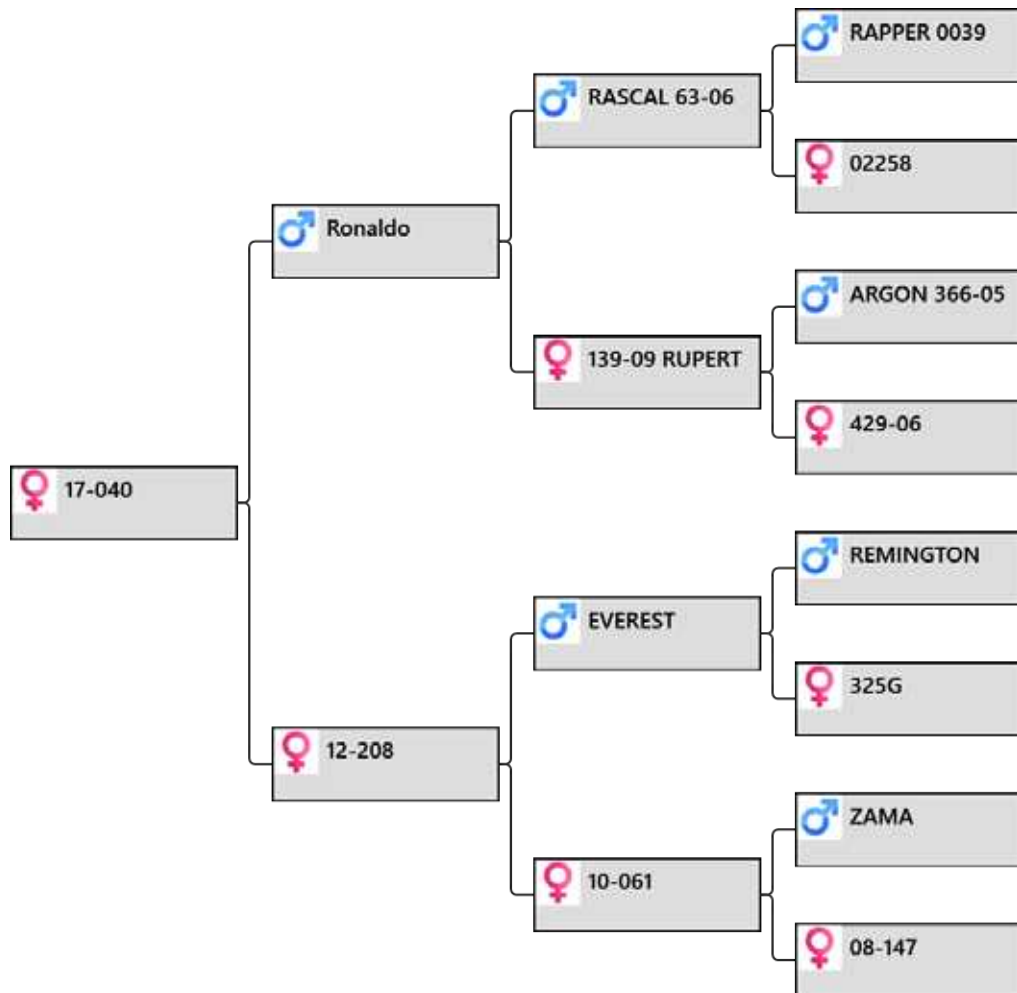 RAPPER 0039
RASCAL 63-06
02258
Ronaldo
ARGON 366-05
139-09 RUPERT
429-06
17-040
REMINGTON
EVEREST
325G
12-208
ZAMA
10-061
08-147